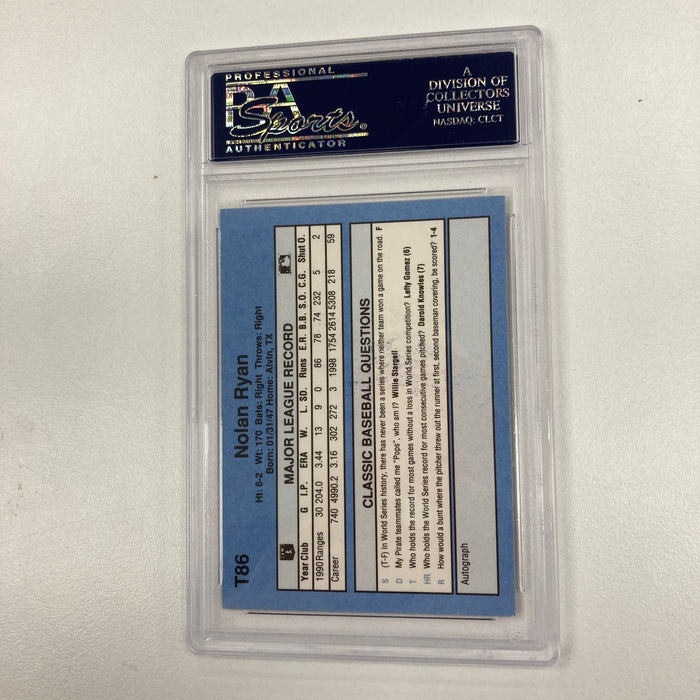 PROFESSIONAL
PSA
Sports®
AUTHENTICATOR
A
DIVISION OF
COLLECTORS
UNIVERSE
NASDAQ: CLCT
T86
Nolan Ryan
Ht: 6-2 Wt: 170 Bats: Right Throws: Right
Born: 01/31/47 Home: Alvin, TX
MAJOR LEAGUE RECORD
Year Club G I.P. ERA W. L. SD. Runs E.R. B.B. S.O. C.G. Shut O.
1990 Ranges 30 204.0 3.44 13 9 0 86 78 74 232 5 2
Career 740 4990.2 3.16 302 272 3 1998 1754 2614 5308 218 59
CLASSIC BASEBALL QUESTIONS
S (T-F) In World Series history, there has never been a series where neither team won a game on the road. F
D My Pirate teammates called me "Pops", who am I? Willie Stargall
T Who holds the record for most games without a loss in World Series competition? Lefty Gomez (6)
HR Who holds the World Series record for most consecutive games pitched? Darold Knowles (7)
R How would a bunt where the pitcher threw out the runner at first, second baseman covering, be scored? 1-4
Autograph